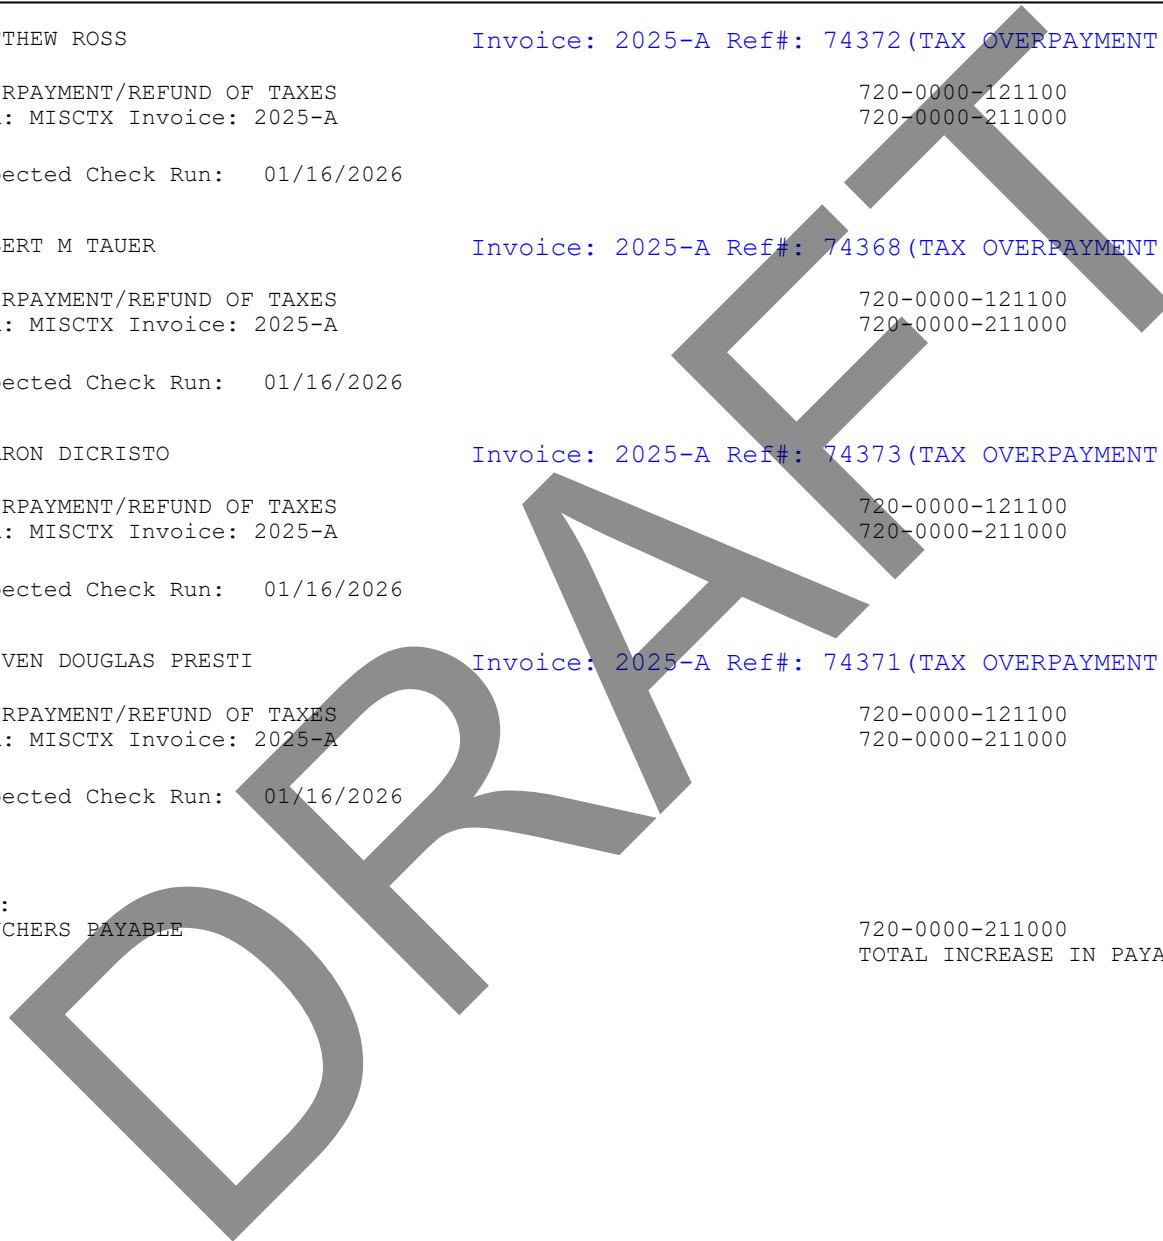 TTHEW ROSS Invoice: 2025-A Ref#: 74372(TAX OVERPAYMENT
RPAYMENT/REFUND OF TAXES 720-0000-121100
: MISCTX Invoice: 2025-A 720-0000-211000
ected Check Run: 01/16/2026
ERT M TAUER Invoice: 2025-A Ref#: 74368(TAX OVERPAYMENT
RPAYMENT/REFUND OF TAXES 720-0000-121100
: MISCTX Invoice: 2025-A 720-0000-211000
ected Check Run: 01/16/2026
RON DICRISTO Invoice: 2025-A Ref#: 74373(TAX OVERPAYMENT
RPAYMENT/REFUND OF TAXES 720-0000-121100
: MISCTX Invoice: 2025-A 720-0000-211000
ected Check Run: 01/16/2026
VEN DOUGLAS PRESTI Invoice: 2025-A Ref#: 74371(TAX OVERPAYMENT
RPAYMENT/REFUND OF TAXES 720-0000-121100
: MISCTX Invoice: 2025-A 720-0000-211000
ected Check Run: 01/16/2026
:
CHERS PAYABLE 720-0000-211000
TOTAL INCREASE IN PAYA
DRAFT